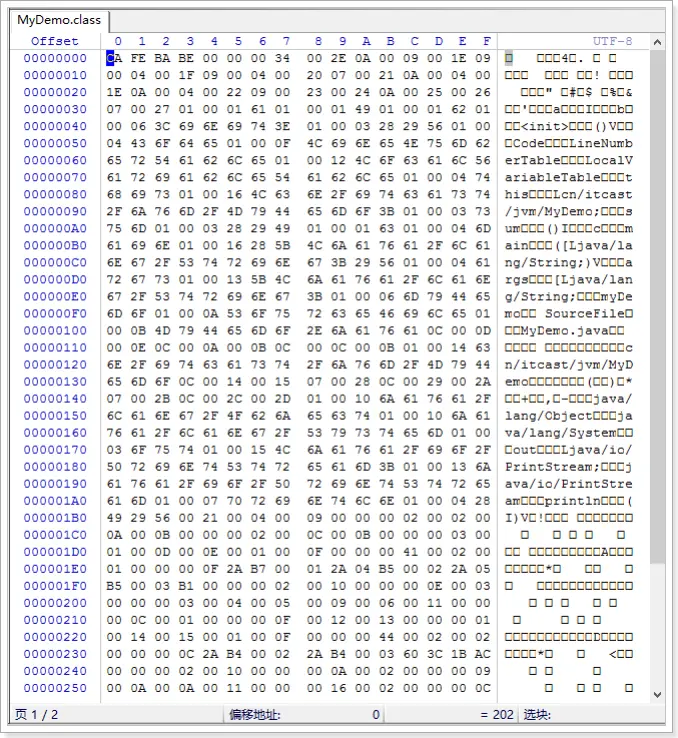 MyDemo.class
Offset 0 1 2 3 4 5 6 7 8 9 A B C D E F UTF-8
00000000 CA FE BA BE 00 00 00 34 00 2E 0A 00 09 00 1E 09 4.
00000010 00 04 00 1F 09 00 04 00 20 07 00 21 0A 00 04 00 !
00000020 1E 0A 00 04 00 22 09 00 23 00 24 0A 00 25 00 26 " # $ % &
00000030 07 00 27 01 00 01 61 01 00 01 49 01 00 01 62 01 ' a I b
00000040 00 06 3C 69 6E 69 74 3E 01 00 03 28 29 56 01 00 <init> ()V
00000050 04 43 6F 64 65 01 00 0F 4C 69 6E 65 4E 75 6D 62 Code LineNumb
00000060 65 72 54 61 62 6C 65 01 00 12 4C 6F 63 61 6C 56 erTable LocalV
00000070 61 72 69 61 62 6C 65 54 61 62 6C 65 01 00 04 74 ariableTable t
00000080 68 69 73 01 00 16 4C 63 6E 2F 69 74 63 61 73 74 his Lcn/itcast
00000090 2F 6A 76 6D 2F 4D 79 44 65 6D 6F 3B 01 00 03 73 /jvm/MyDemo; s
000000A0 75 6D 01 00 03 28 29 49 01 00 01 63 01 00 04 6D um ()I c m
000000B0 61 69 6E 01 00 16 28 5B 4C 6A 61 76 61 2F 6C 61 ain ([Ljava/la
000000C0 6E 67 2F 53 74 72 69 6E 67 3B 29 56 01 00 04 61 ng/String;)V a
000000D0 72 67 73 01 00 13 5B 4C 6A 61 76 61 2F 6C 61 6E rgs [Ljava/lan
000000E0 67 2F 53 74 72 69 6E 67 3B 01 00 06 6D 79 44 65 g/String; myDe
000000F0 6D 6F 01 00 0A 53 6F 75 72 63 65 46 69 6C 65 01 mo SourceFile
00000100 00 0B 4D 79 44 65 6D 6F 2E 6A 61 76 61 0C 00 0D MyDemo.java
00000110 00 0E 0C 00 0A 00 0B 0C 00 0C 00 0B 01 00 14 63 c
00000120 6E 2F 69 74 63 61 73 74 2F 6A 76 6D 2F 4D 79 44 n/itcast/jvm/MyD
00000130 65 6D 6F 0C 00 14 00 15 07 00 28 0C 00 29 00 2A emo ( ) *
00000140 07 00 2B 0C 00 2C 00 2D 01 00 10 6A 61 76 61 2F + , - java/
00000150 6C 61 6E 67 2F 4F 62 6A 65 63 74 01 00 10 6A 61 lang/Object ja
00000160 76 61 2F 6C 61 6E 67 2F 53 79 73 74 65 6D 01 00 va/lang/System
00000170 03 6F 75 74 01 00 15 4C 6A 61 76 61 2F 69 6F 2F out Ljava/io/
00000180 50 72 69 6E 74 53 74 72 65 61 6D 3B 01 00 13 6A PrintStream; j
00000190 61 76 61 2F 69 6F 2F 50 72 69 6E 74 53 74 72 65 ava/io/PrintStre
000001A0 61 6D 01 00 07 70 72 69 6E 74 6C 6E 01 00 04 28 am println (
000001B0 49 29 56 00 21 00 04 00 09 00 00 00 02 00 02 00 I)V !
000001C0 0A 00 0B 00 00 00 02 00 0C 00 0B 00 00 00 03 00
000001D0 01 00 0D 00 0E 00 01 00 0F 00 00 00 41 00 02 00 A
000001E0 01 00 00 00 0F 2A B7 00 01 2A 04 B5 00 02 2A 05 *
000001F0 B5 00 03 B1 00 00 00 02 00 10 00 00 00 0E 00 03
00000200 00 00 00 03 00 04 00 05 00 09 00 06 00 11 00 00
00000210 00 0C 00 01 00 00 00 0F 00 12 00 13 00 00 00 01
00000220 00 14 00 15 00 01 00 0F 00 00 00 44 00 02 00 02 D
00000230 00 00 00 0C 2A B4 00 02 2A B4 00 03 60 3C 1B AC * <
00000240 00 00 00 02 00 10 00 00 00 0A 00 02 00 00 00 09
00000250 00 0A 00 0A 00 11 00 00 00 16 00 02 00 00 00 0C
页 1 / 2 偏移地址: 0 = 202 选块: